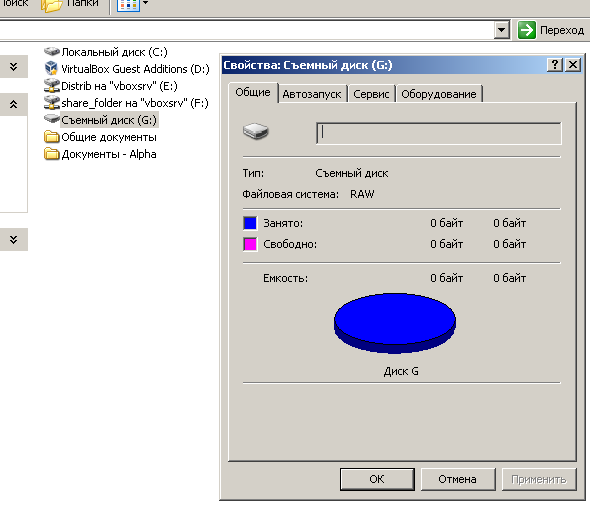 Папки
Переход
Локальный диск (C:)
VirtualBox Guest Additions (D:)
Distrib на "vboxsrv" (E:)
share_folder на "vboxsrv" (F:)
Съемный диск (G:)
Общие документы
Документы - Alpha
Свойства: Съемный диск (G:)
Общие Автозапуск Сервис Оборудование
Тип: Съемный диск
Файловая система: RAW
Занято: 0 байт 0 байт
Свободно: 0 байт 0 байт
Емкость: 0 байт 0 байт
Диск G
ОК Отмена Применить